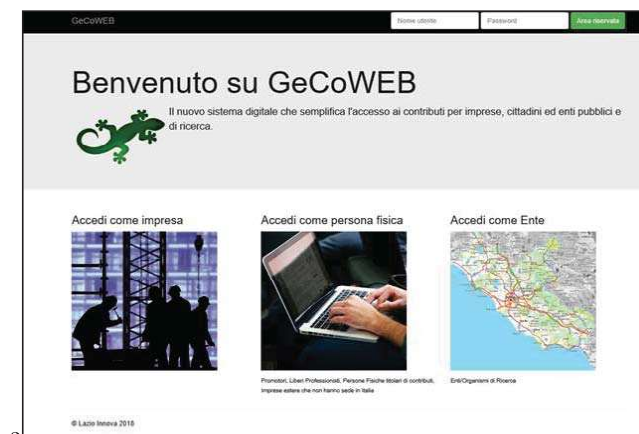 GeCoWEB Nome utente Password Area riservata
Benvenuto su GeCoWEB
Il nuovo sistema digitale che semplifica l'accesso ai contributi per imprese, cittadini ed enti pubblici e
di ricerca.
Accedi come impresa
Accedi come persona fisica
Accedi come Ente
Promotori, Liberi Professionisti, Persone Fisiche titolari di contributi,
Imprese estere che non hanno sede in Italia
Enti/Organismi di Ricerca
© Lazio Innova 2018